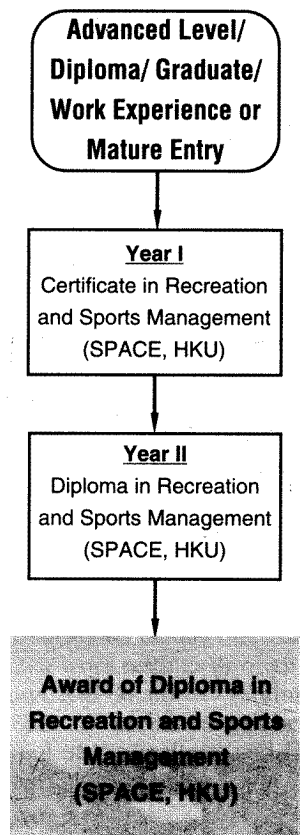 Advanced Level/
Diploma/ Graduate/
Work Experience or
Mature Entry
Year I
Certificate in Recreation
and Sports Management
(SPACE, HKU)
Year II
Diploma in Recreation
and Sports Management
(SPACE, HKU)
Award of Diploma in
Recreation and Sports
Management
(SPACE, HKU)